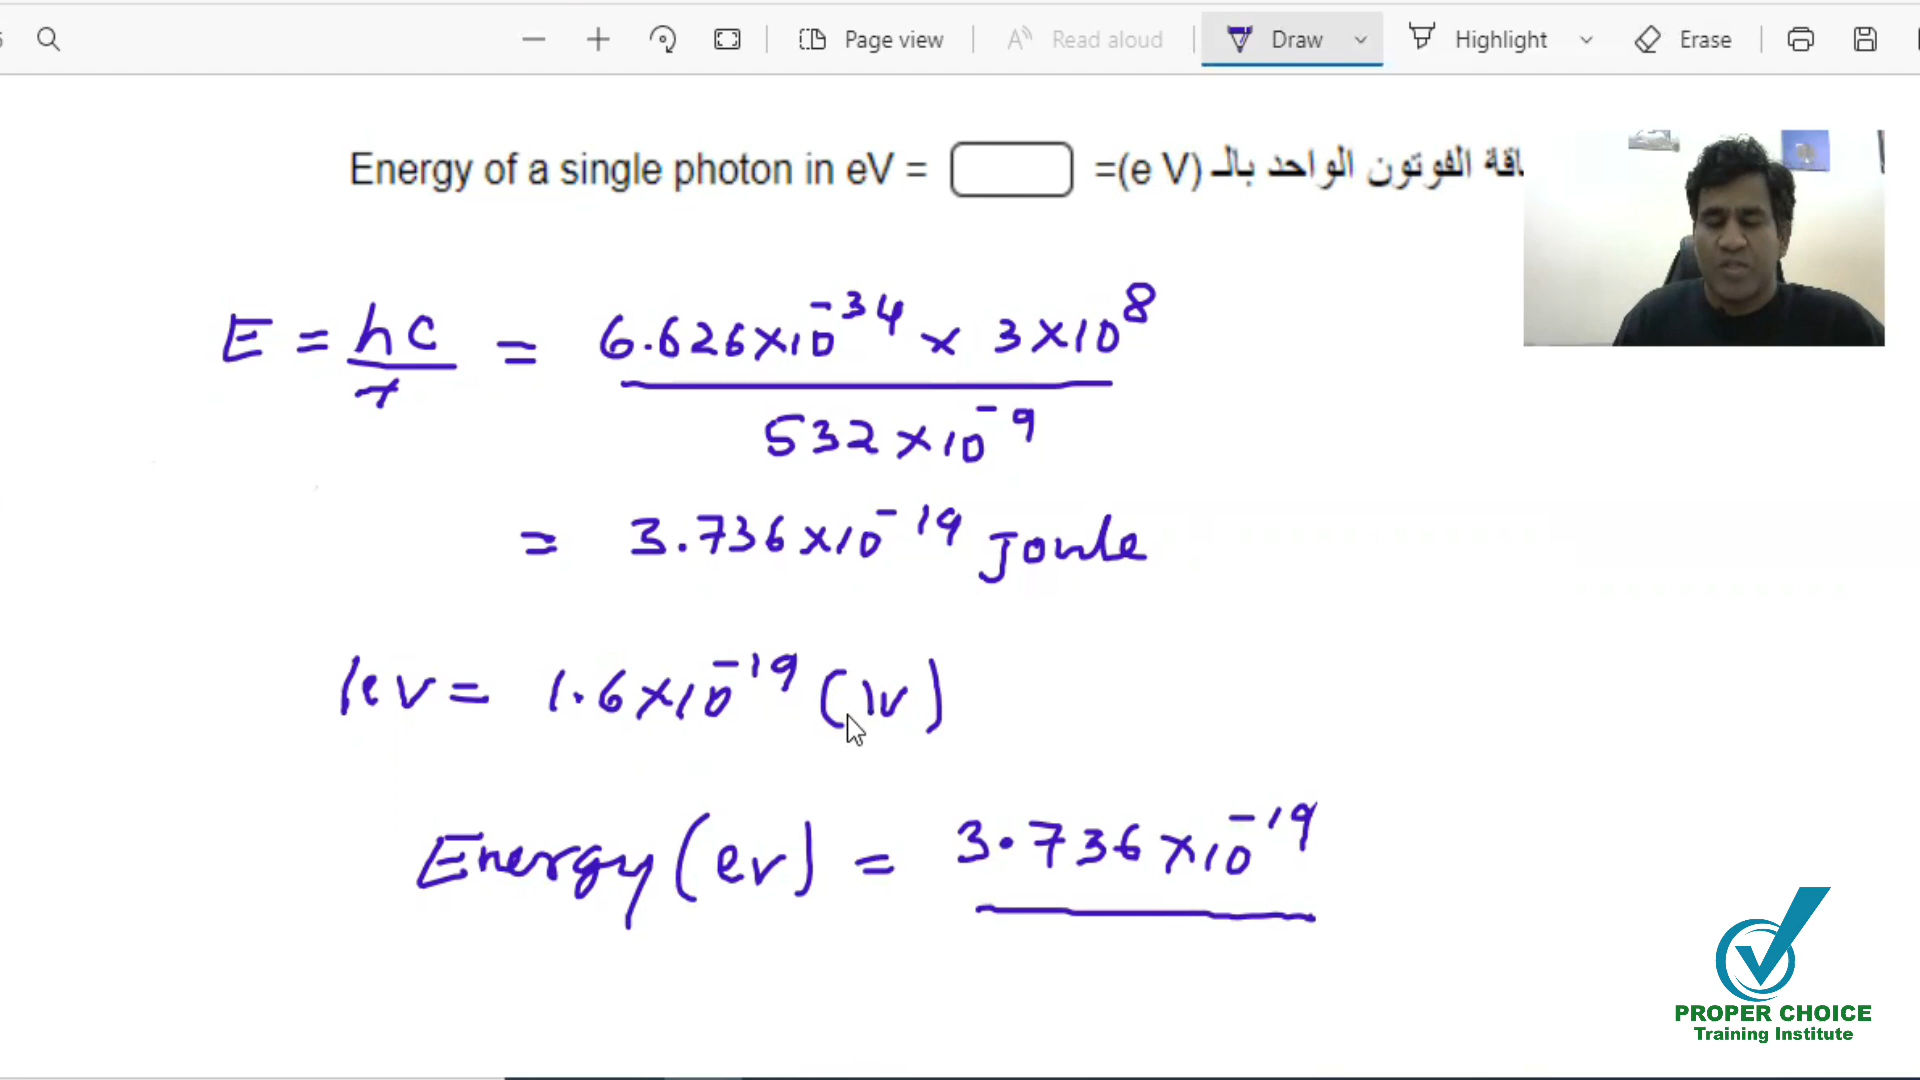 Page view
Read aloud
Draw
Highlight
Erase
Energy of a single photon in eV = =(e V) الفوتون الواحد بالـ
E = hc/λ = 6.626×10^-34 × 3×10^8 / 532×10^-9
= 3.736×10^-19 Joule
1ev = 1.6×10^-19 (1v)
Energy(ev) = 3.736×10^-19
PROPER CHOICE
Training Institute